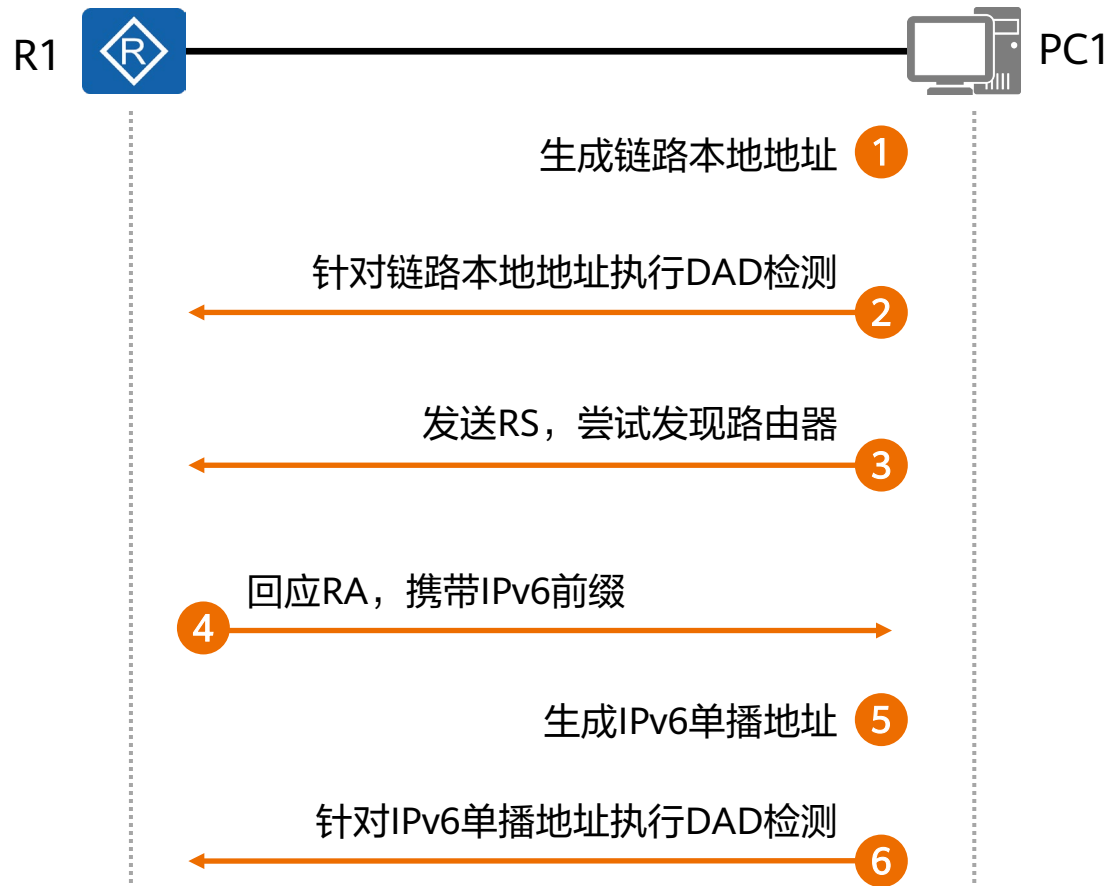 R1
R
PC1
生成链路本地地址 1
针对链路本地地址执行DAD检测
2
发送RS，尝试发现路由器
3
回应RA，携带IPv6前缀
4
生成IPv6单播地址 5
针对IPv6单播地址执行DAD检测
6